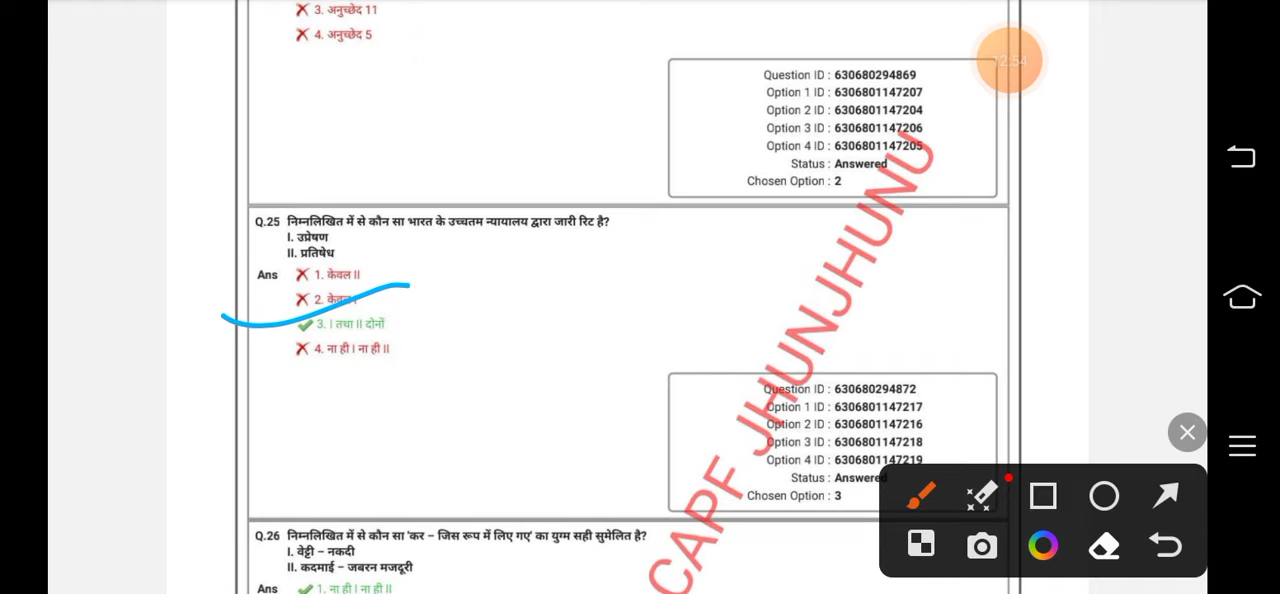 3. अनुच्छेद 11
4. अनुच्छेद 5
12:54
Question ID : 630680294869
Option 1 ID : 6306801147207
Option 2 ID : 6306801147204
Option 3 ID : 6306801147206
Option 4 ID : 6306801147205
Status : Answered
Chosen Option : 2
Q.25 निम्नलिखित में से कौन सा भारत के उच्चतम न्यायालय द्वारा जारी रिट है?
I. उप्रेषण
II. प्रतिषेध
Ans 1. केवल II
2. केवल I
3. I तथा II दोनों
4. ना ही I ना ही II
Question ID : 630680294872
Option 1 ID : 6306801147217
Option 2 ID : 6306801147216
Option 3 ID : 6306801147218
Option 4 ID : 6306801147219
Status : Answered
Chosen Option : 3
CAPF JHUNJHUNU
Q.26 निम्नलिखित में से कौन सा 'कर – जिस रूप में लिए गए' का युग्म सही सुमेलित है?
I. वेट्टी – नकदी
II. कदमाई – जबरन मजदूरी
Ans 1. ना ही I ना ही II